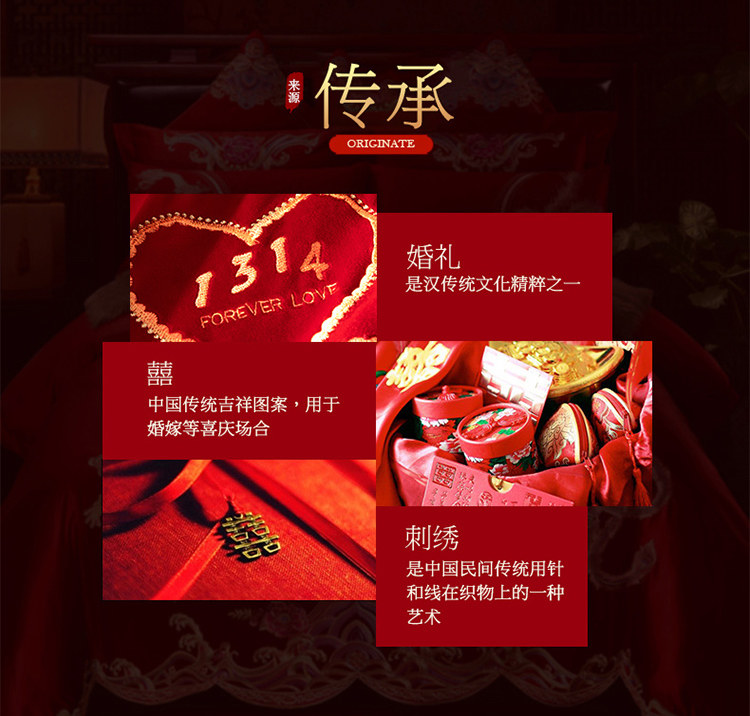 来源
传承
ORIGINATE
1314
FOREVER LOVE
婚礼
是汉传统文化精粹之一
囍
中国传统吉祥图案，用于
婚嫁等喜庆场合
刺绣
是中国民间传统用针
和线在织物上的一种
艺术